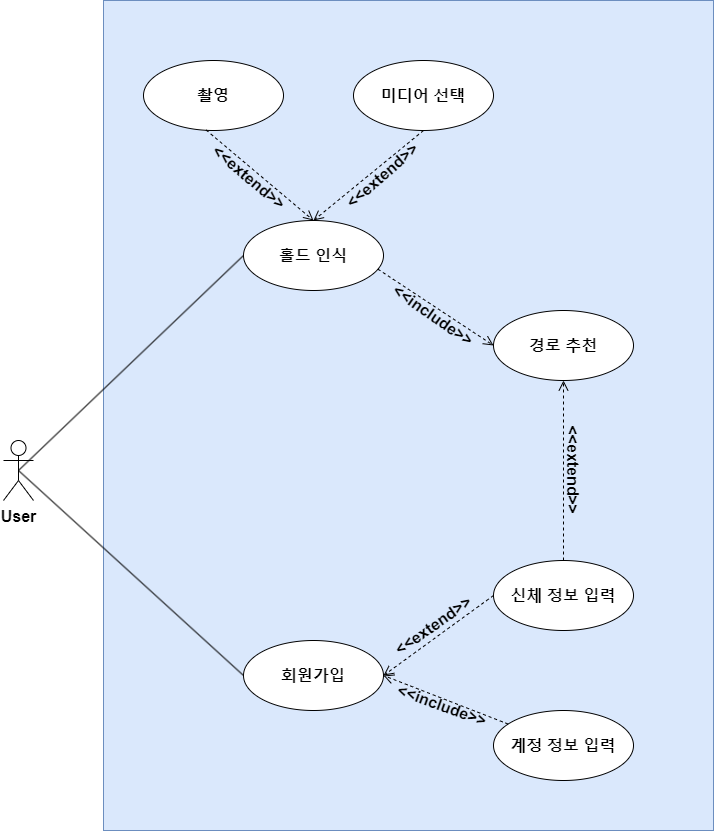 촬영
미디어 선택
<<extend>>
<<extend>>
홀드 인식
<<include>>
경로 추천
<<extend>>
User
신체 정보 입력
<<extend>>
회원가입
<<include>>
계정 정보 입력